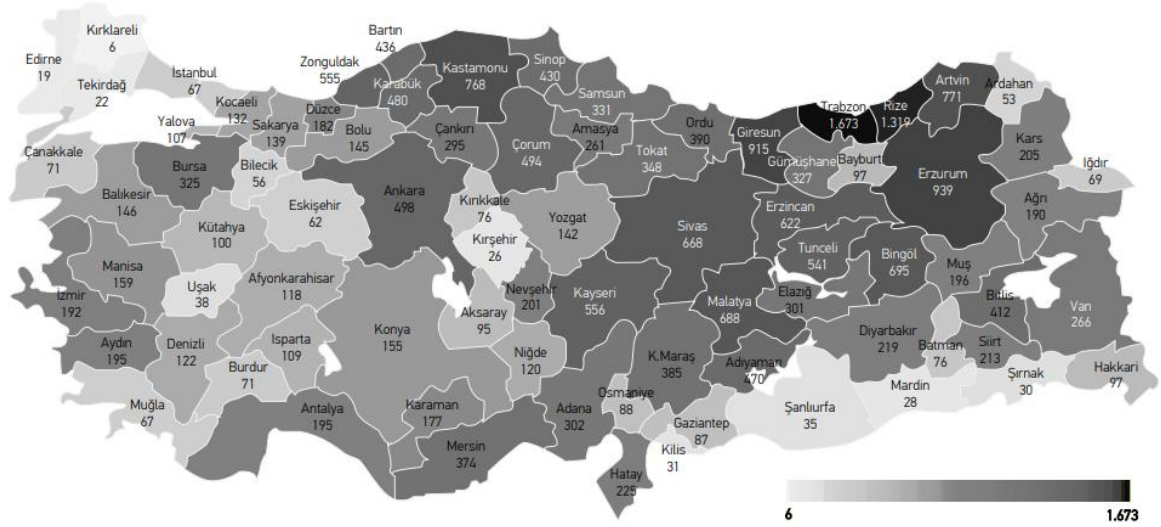 Kırklareli
6
Edirne
19
Tekirdağ
22
İstanbul
67
Kocaeli
132
Yalova
107
Sakarya
139
Düzce
182
Bolu
145
Zonguldak
555
Bartın
436
Karabük
480
Kastamonu
768
Sinop
430
Samsun
331
Çankırı
295
Çorum
494
Amasya
261
Tokat
348
Ordu
390
Giresun
915
Trabzon
1.673
Rize
1.319
Artvin
771
Ardahan
53
Kars
205
Iğdır
69
Gümüşhane
327
Bayburt
97
Erzurum
939
Ağrı
190
Çanakkale
71
Balıkesir
146
Bursa
325
Bilecik
56
Eskişehir
62
Kütahya
100
Ankara
498
Kırıkkale
76
Kırşehir
26
Yozgat
142
Sivas
668
Erzincan
622
Tunceli
541
Bingöl
695
Muş
196
Bitlis
412
Van
266
Manisa
159
Uşak
38
Afyonkarahisar
118
İzmir
192
Aydın
195
Denizli
122
Isparta
109
Burdur
71
Muğla
67
Antalya
195
Konya
155
Aksaray
95
Nevşehir
201
Niğde
120
Kayseri
556
Malatya
688
Elazığ
301
Diyarbakır
219
Batman
76
Siirt
213
Şırnak
30
Hakkari
97
Mardin
28
Şanlıurfa
35
Adıyaman
470
K.Maraş
385
Osmaniye
88
Gaziantep
87
Kilis
31
Hatay
225
Adana
302
Mersin
374
Karaman
177
6
1.673